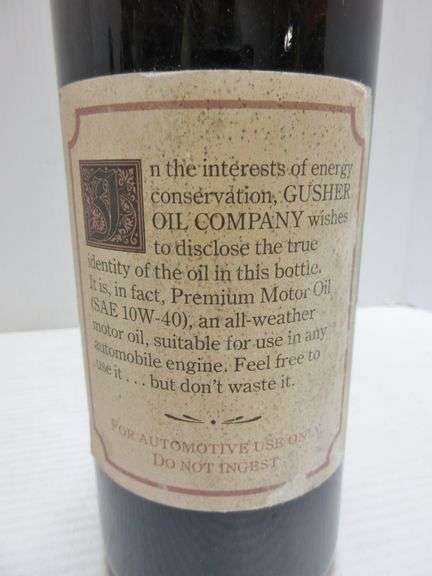 In the interests of energy
conservation, GUSHER
OIL COMPANY wishes
to disclose the true
identity of the oil in this bottle.
It is, in fact, Premium Motor Oil
(SAE 10W-40), an all-weather
motor oil, suitable for use in any
automobile engine. Feel free to
use it . . . but don't waste it.
FOR AUTOMOTIVE USE ONLY
DO NOT INGEST